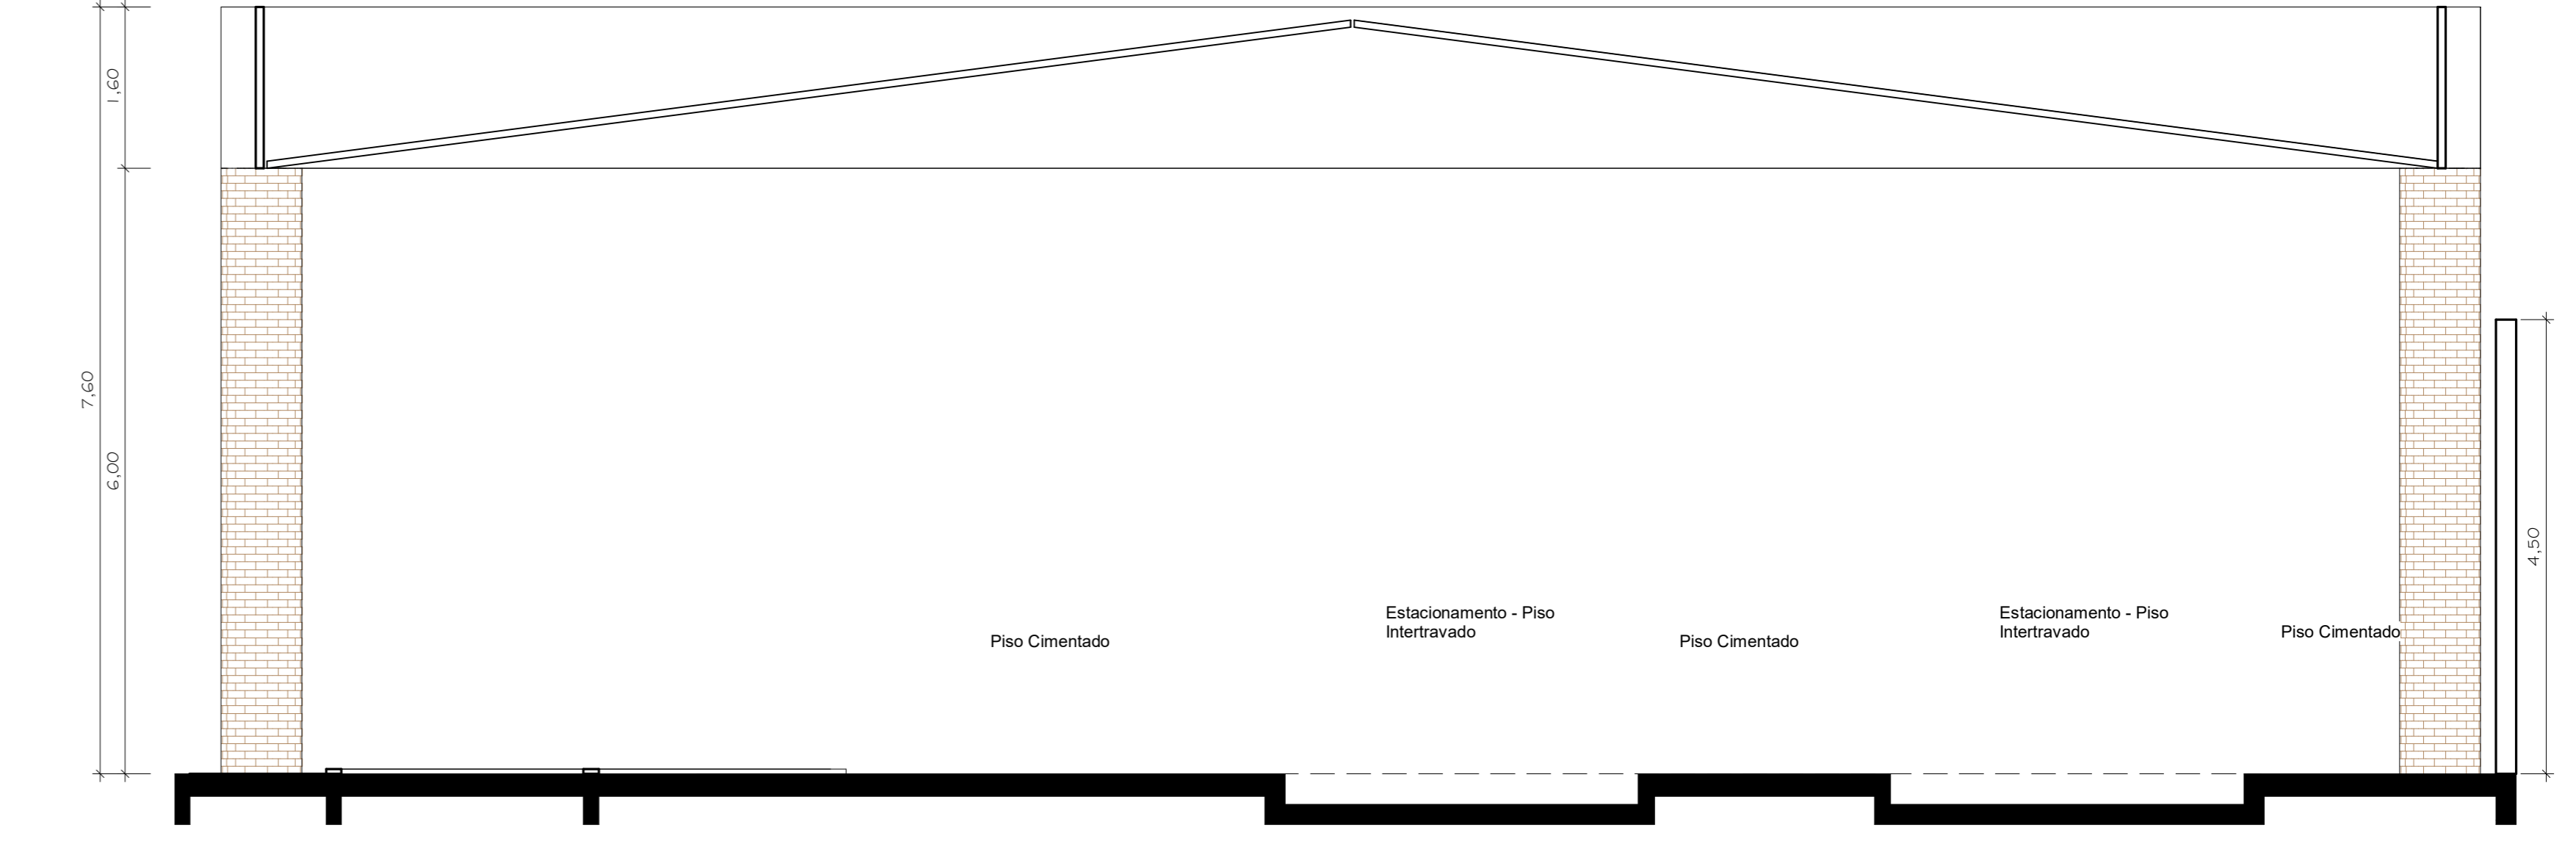 1,60
7,60
6,00
4,50
Estacionamento - Piso
Intertravado
Estacionamento - Piso
Intertravado
Piso Cimentado
Piso Cimentado
Piso Cimentado